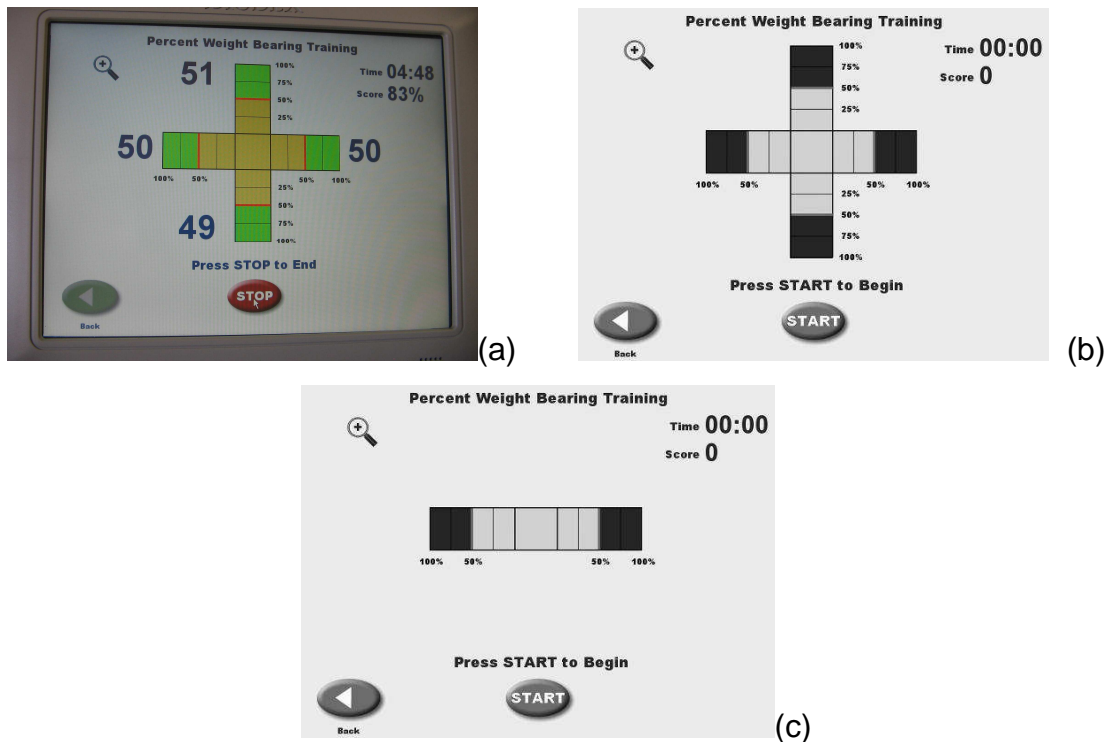 Percent Weight Bearing Training
51
100%
75%
50%
25%
Time 04:48
Score 83%
50
50
100% 50%
50% 100%
25%
50%
75%
100%
49
Press STOP to End
STOP
Back
(a)
Percent Weight Bearing Training
100%
75%
50%
25%
Time 00:00
Score 0
100% 50%
50% 100%
25%
50%
75%
100%
Press START to Begin
START
Back
(b)
Percent Weight Bearing Training
Time 00:00
Score 0
100% 50%
50% 100%
Press START to Begin
START
Back
(c)